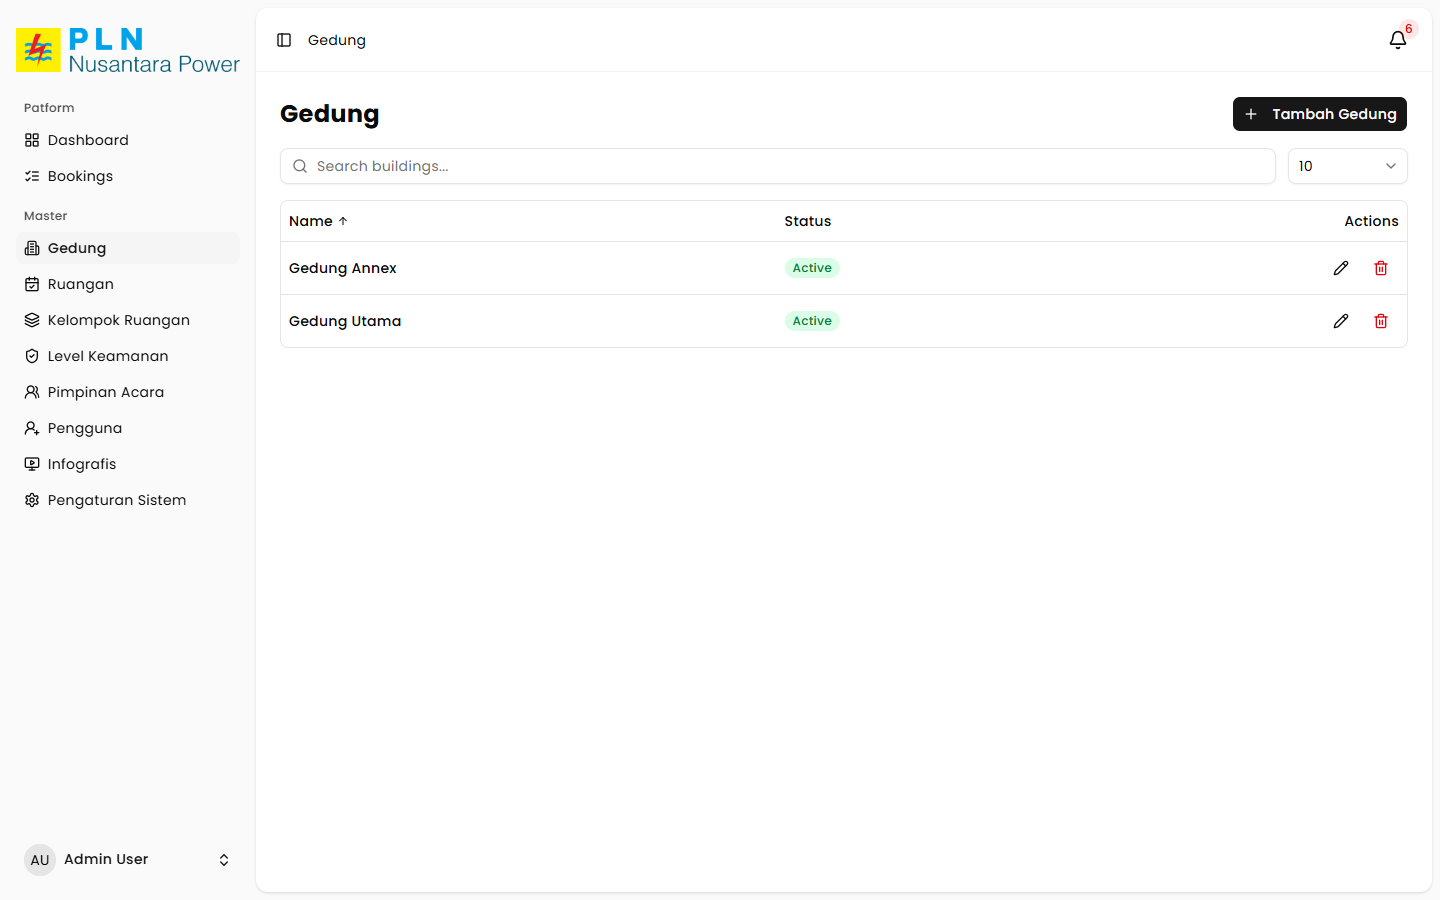 PLN
Nusantara Power
Patform
Dashboard
Bookings
Master
Gedung
Ruangan
Kelompok Ruangan
Level Keamanan
Pimpinan Acara
Pengguna
Infografis
Pengaturan Sistem
AU Admin User
Gedung
6
Gedung
Tambah Gedung
Search buildings...
10
Name Status Actions
Gedung Annex Active
Gedung Utama Active